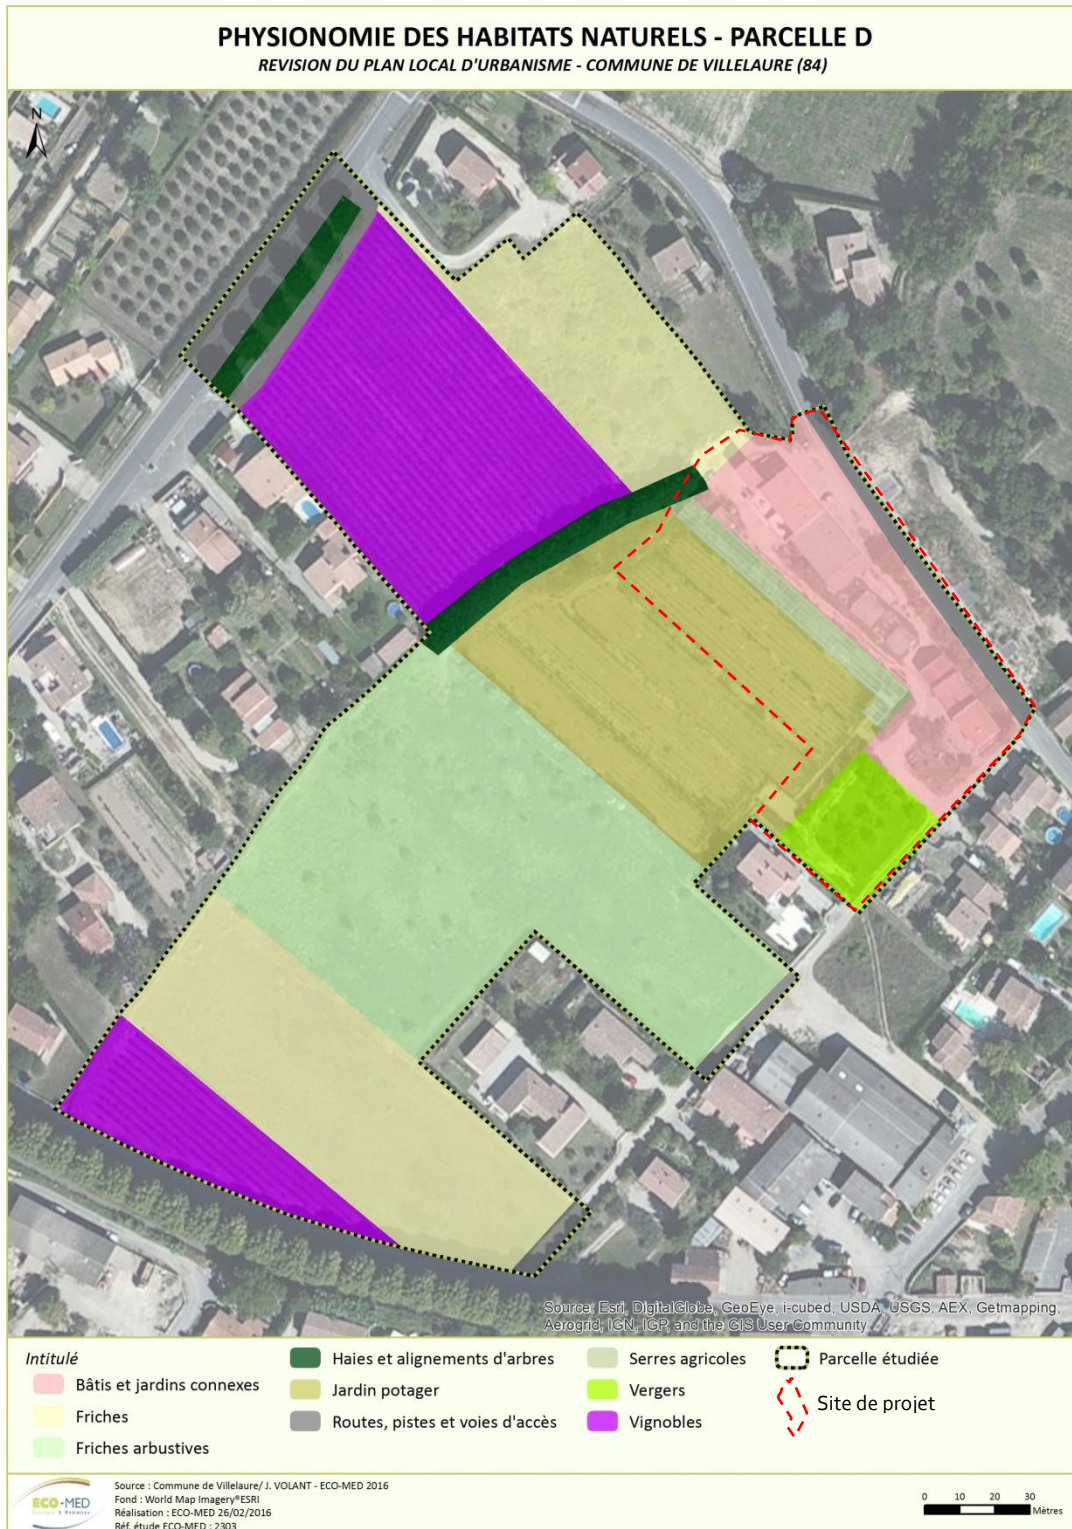 PHYSIONOMIE DES HABITATS NATURELS - PARCELLE D
REVISION DU PLAN LOCAL D'URBANISME - COMMUNE DE VILLELAURE (84)
N
Source: Esri, DigitalGlobe, GeoEye, i-cubed, USDA, USGS, AEX, Getmapping,
Aerogrid, IGN, IGP, and the GIS User Community
Intitulé
Bâtis et jardins connexes
Friches
Friches arbustives
Haies et alignements d'arbres
Jardin potager
Routes, pistes et voies d'accès
Serres agricoles
Vergers
Vignobles
Parcelle étudiée
Site de projet
ECO-MED
Source : Commune de Villelaure/ J. VOLANT - ECO-MED 2016
Fond : World Map Imagery®ESRI
Réalisation : ECO-MED 26/02/2016
Réf. étude ECO-MED : 2303
0 10 20 30
Mètres